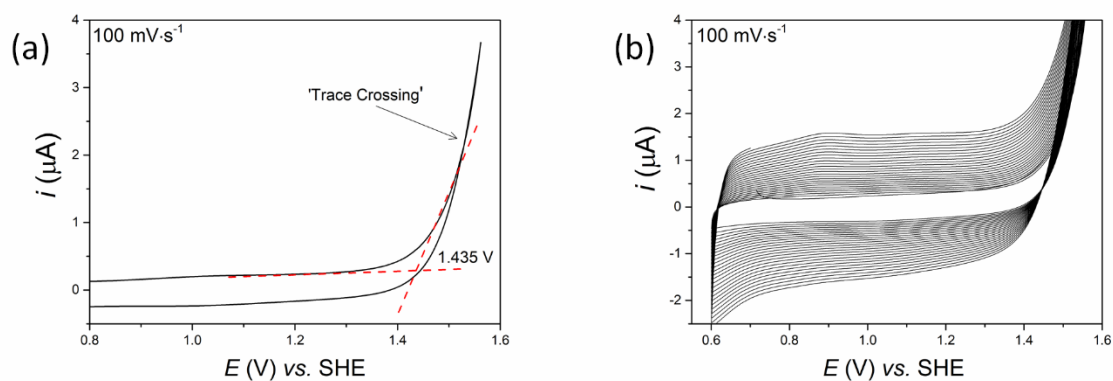 (a)
100 mV·s⁻¹
'Trace Crossing'
1.435 V
i (µA)
4
3
2
1
0
0.8 1.0 1.2 1.4 1.6
E (V) vs. SHE
(b)
100 mV·s⁻¹
i (µA)
4
3
2
1
0
-1
-2
0.6 0.8 1.0 1.2 1.4 1.6
E (V) vs. SHE